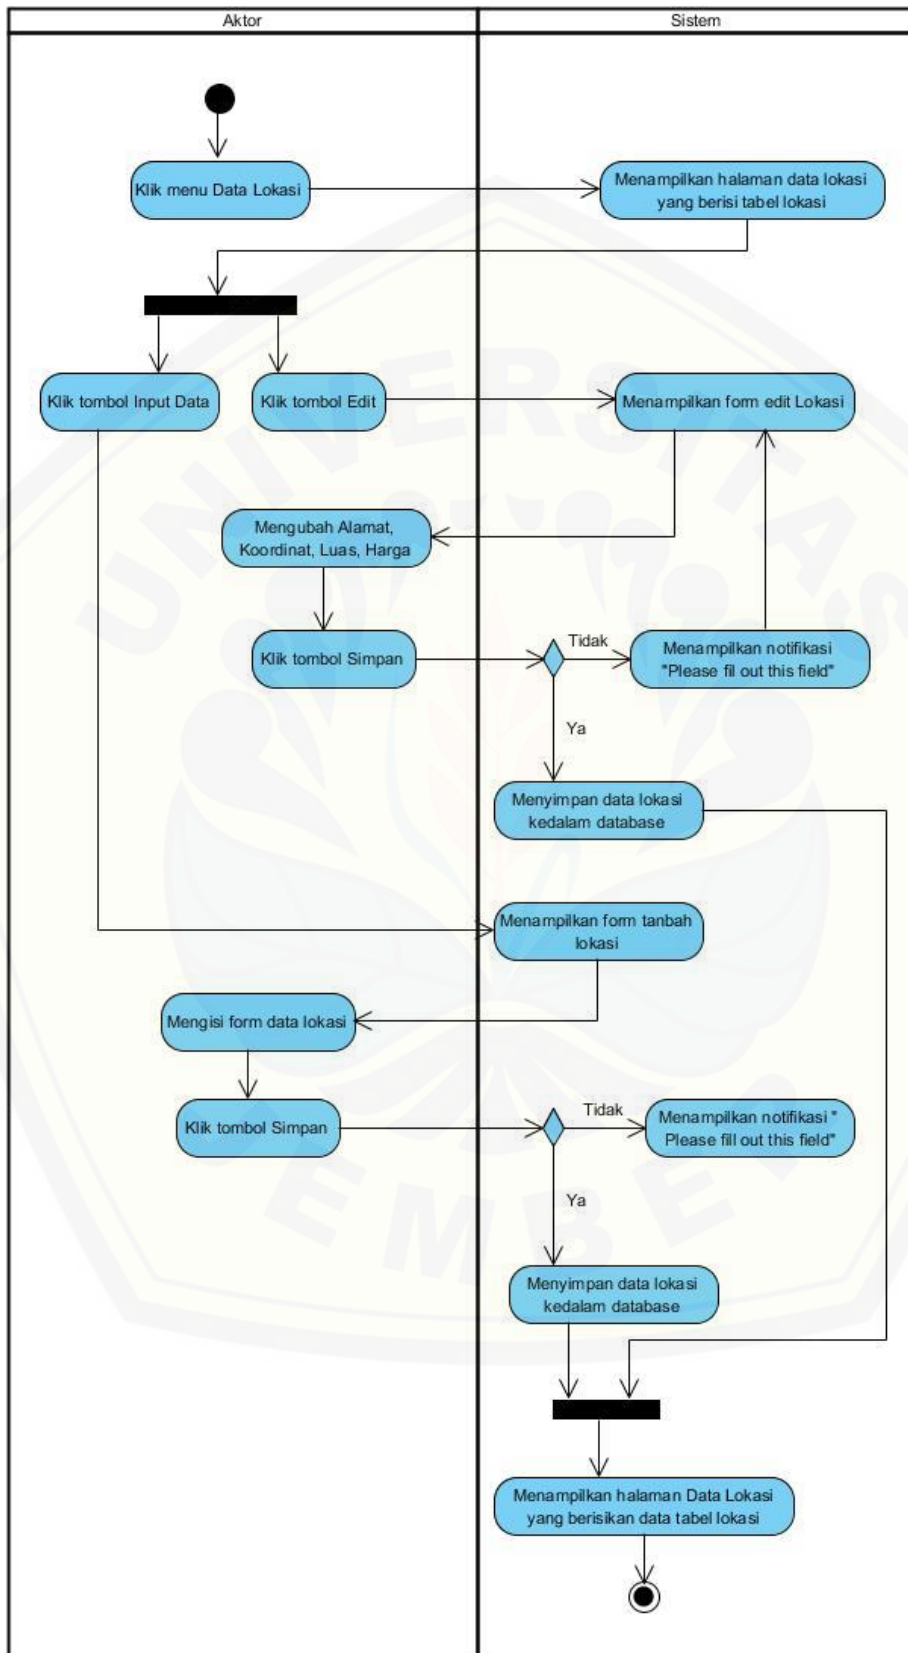 Aktor
Sistem
Klik menu Data Lokasi
Menampilkan halaman data lokasi
yang berisi tabel lokasi
Klik tombol Input Data
Klik tombol Edit
Menampilkan form edit Lokasi
Mengubah Alamat,
Koordinat, Luas, Harga
Klik tombol Simpan
Tidak
Menampilkan notifikasi
"Please fil out this field"
Ya
Menyimpan data lokasi
kedalam database
Menampilkan form tanbah
lokasi
Mengisi form data lokasi
Klik tombol Simpan
Tidak
Menampilkan notifikasi "
Please fill out this field"
Ya
Menyimpan data lokasi
kedalam database
Menampilkan halaman Data Lokasi
yang berisikan data tabel lokasi
UNIVERSITAS
JEMBER